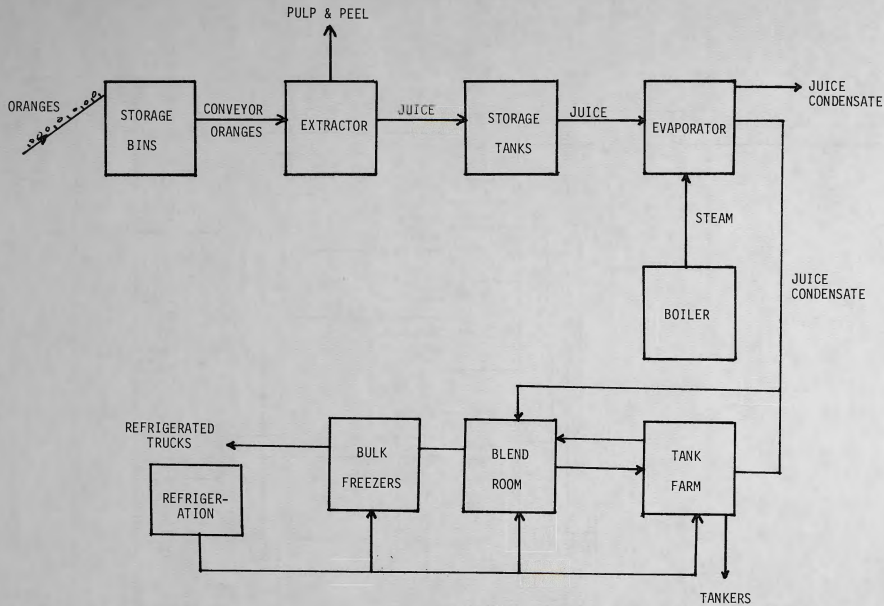 PULP & PEEL
ORANGES
STORAGE
BINS
CONVEYOR
ORANGES
EXTRACTOR
JUICE
STORAGE
TANKS
JUICE
EVAPORATOR
JUICE
CONDENSATE
STEAM
BOILER
JUICE
CONDENSATE
REFRIGERATED
TRUCKS
REFRIGER-
ATION
BULK
FREEZERS
BLEND
ROOM
TANK
FARM
TANKERS